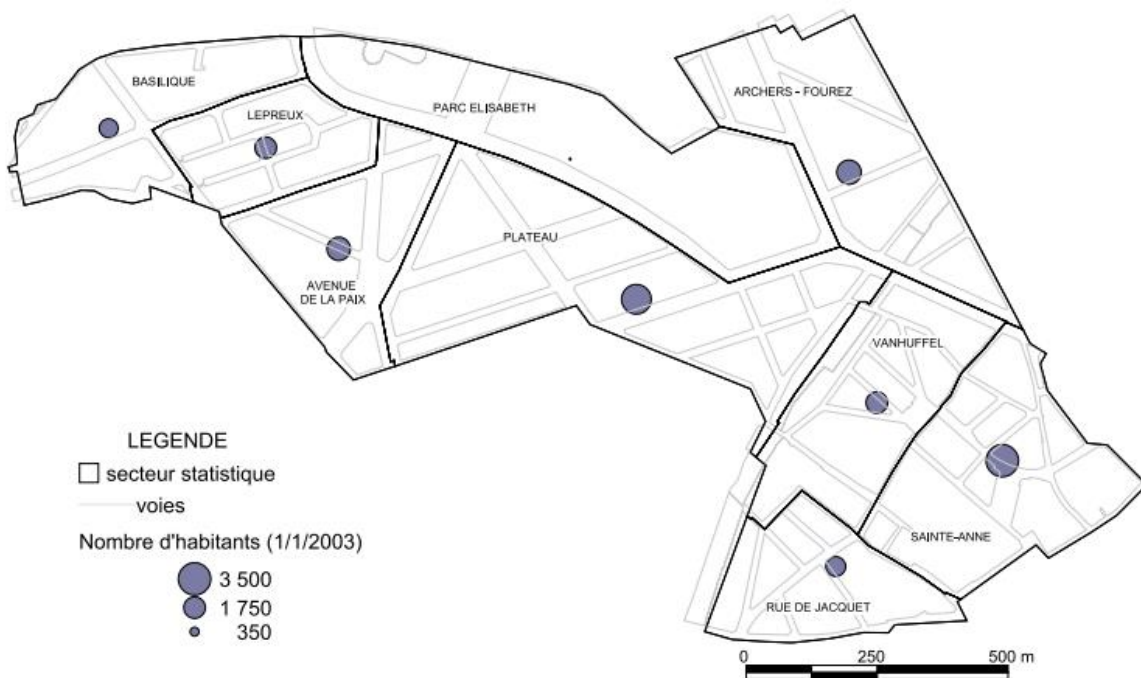 BASILIQUE
LEPREUX
PARC ELISABETH
ARCHERS - FOUREZ
PLATEAU
AVENUE
DE LA PAIX
VANHUFFEL
SAINTE-ANNE
RUE DE JACQUET
LEGENDE
secteur statistique
voies
Nombre d'habitants (1/1/2003)
3 500
1 750
350
0 250 500 m